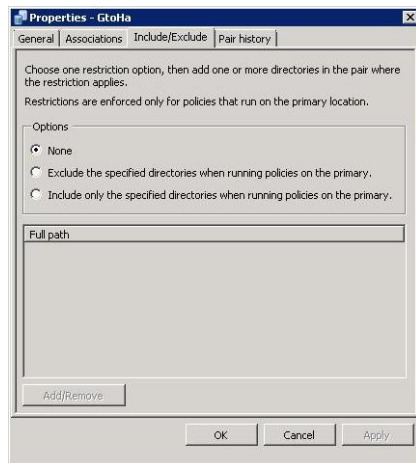 Properties - GtoHa
General Associations Include/Exclude Pair history
Choose one restriction option, then add one or more directories in the pair where
the restriction applies.
Restrictions are enforced only for policies that run on the primary location.
Options
None
Exclude the specified directories when running policies on the primary.
Include only the specified directories when running policies on the primary.
Full path
Add/Remove
OK Cancel Apply